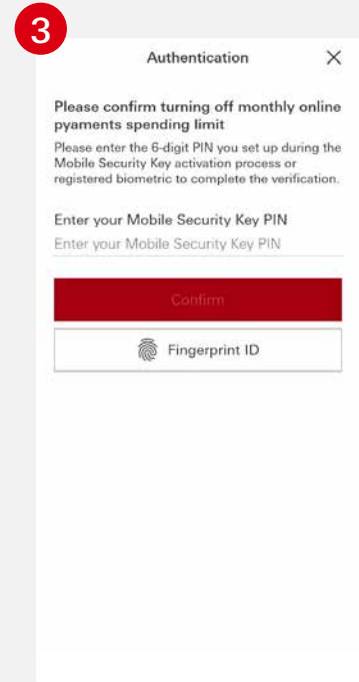 3
Authentication
Please confirm turning off monthly online
pyaments spending limit
Please enter the 6-digit PIN you set up during the
Mobile Security Key activation process or
registered biometric to complete the verification.
Enter your Mobile Security Key PIN
Enter your Mobile Security Key PIN
Confirm
Fingerprint ID